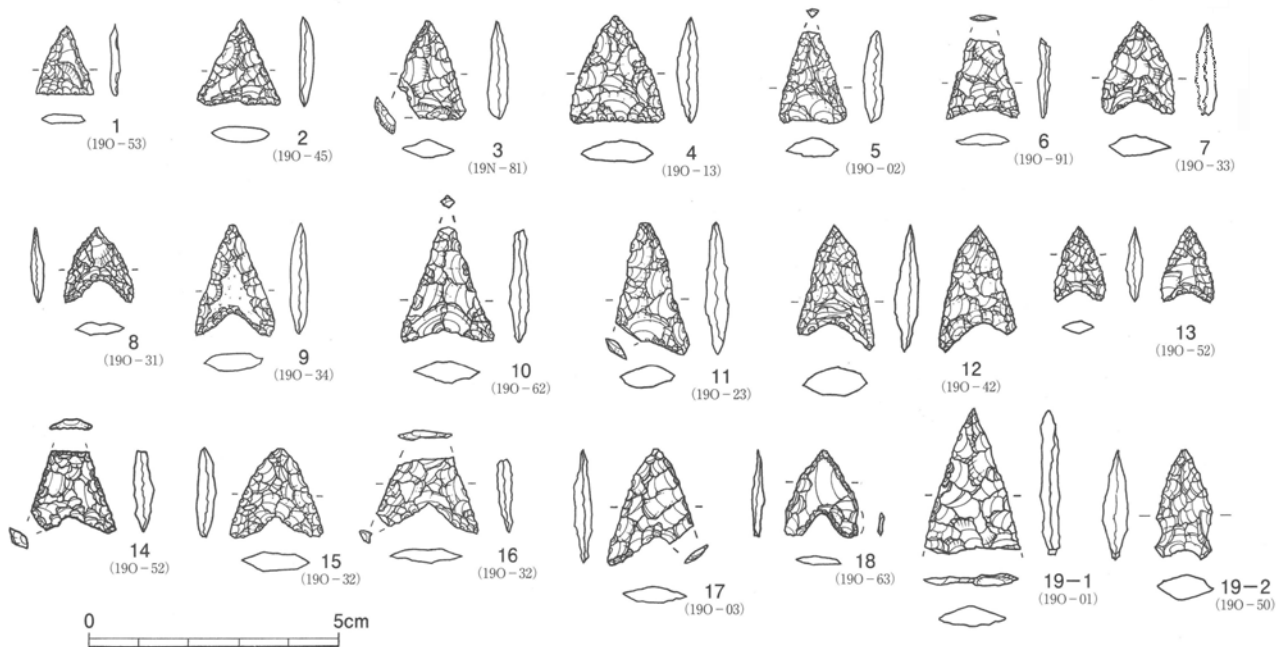 1
(19O-53)
2
(19O-45)
3
(19N-81)
4
(19O-13)
5
(19O-02)
6
(19O-91)
7
(19O-33)
8
(19O-31)
9
(19O-34)
10
(19O-62)
11
(19O-23)
12
(19O-42)
13
(19O-52)
14
(19O-52)
15
(19O-32)
16
(19O-32)
17
(19O-03)
18
(19O-63)
19-1
(19O-01)
19-2
(19O-50)
0 5cm